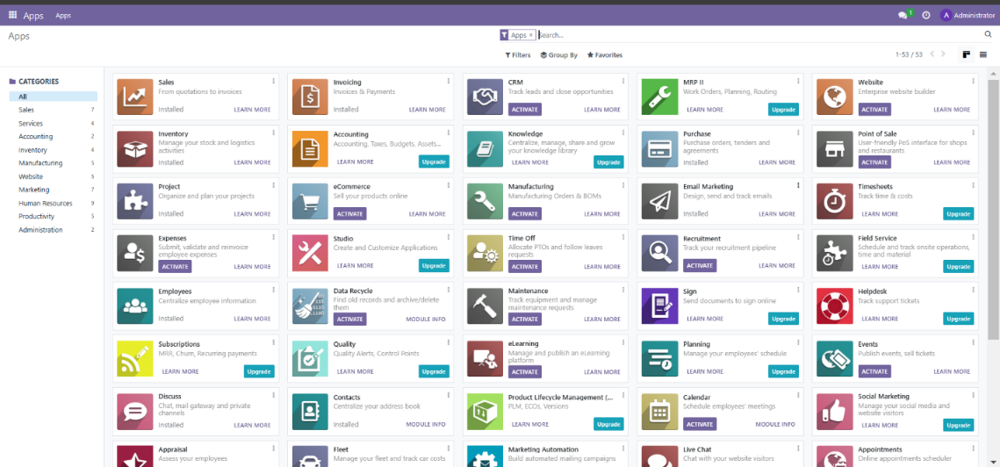 Apps Apps 1 A Administrator
Apps Apps × Search...
Filters Group By Favorites 1-53 / 53
CATEGORIES
All
Sales 7
Services 4
Accounting 2
Inventory 4
Manufacturing 5
Website 5
Marketing 7
Human Resources 9
Productivity 5
Administration 2
Sales
From quotations to invoices
Installed LEARN MORE
Invoicing
Invoices & Payments
Installed LEARN MORE
CRM
Track leads and close opportunities
ACTIVATE LEARN MORE
MRP II
Work Orders, Planning, Routing
LEARN MORE Upgrade
Website
Enterprise website builder
ACTIVATE LEARN MORE
Inventory
Manage your stock and logistics
activities
Installed LEARN MORE
Accounting
Accounting, Taxes, Budgets, Assets...
LEARN MORE Upgrade
Knowledge
Centralize, manage, share and grow
your knowledge library
LEARN MORE Upgrade
Purchase
Purchase orders, tenders and
agreements
Installed LEARN MORE
Point of Sale
User-friendly PoS interface for shops
and restaurants
ACTIVATE LEARN MORE
Project
Organize and plan your projects
Installed LEARN MORE
eCommerce
Sell your products online
ACTIVATE LEARN MORE
Manufacturing
Manufacturing Orders & BOMs
ACTIVATE LEARN MORE
Email Marketing
Design, send and track emails
Installed LEARN MORE
Timesheets
Track time & costs
LEARN MORE Upgrade
Expenses
Submit, validate and reinvoice
employee expenses
ACTIVATE LEARN MORE
Studio
Create and Customize Applications
LEARN MORE Upgrade
Time Off
Allocate PTOs and follow leaves
requests
ACTIVATE LEARN MORE
Recruitment
Track your recruitment pipeline
ACTIVATE LEARN MORE
Field Service
Schedule and track onsite operations,
time and material
LEARN MORE Upgrade
Employees
Centralize employee information
Installed LEARN MORE
Data Recycle
Find old records and archive/delete
them
ACTIVATE MODULE INFO
Maintenance
Track equipment and manage
maintenance requests
ACTIVATE LEARN MORE
Sign
Send documents to sign online
LEARN MORE Upgrade
Helpdesk
Track support tickets
LEARN MORE Upgrade
Subscriptions
MRR, Churn, Recurring payments
LEARN MORE Upgrade
Quality
Quality Alerts, Control Points
LEARN MORE Upgrade
eLearning
Manage and publish an eLearning
platform
ACTIVATE LEARN MORE
Planning
Manage your employees' schedule
LEARN MORE Upgrade
Events
Publish events, sell tickets
ACTIVATE LEARN MORE
Discuss
Chat, mail gateway and private
channels
Installed LEARN MORE
Contacts
Centralize your address book
Installed MODULE INFO
Product Lifecycle Management (...
PLM, ECOs, Versions
LEARN MORE Upgrade
Calendar
Schedule employees' meetings
ACTIVATE MODULE INFO
Social Marketing
Manage your social media and
website visitors
LEARN MORE Upgrade
Appraisal
Assess your employees
Fleet
Manage your fleet and track car costs
Marketing Automation
Build automated mailing campaigns
Live Chat
Chat with your website visitors
Appointments
Online appointments scheduler